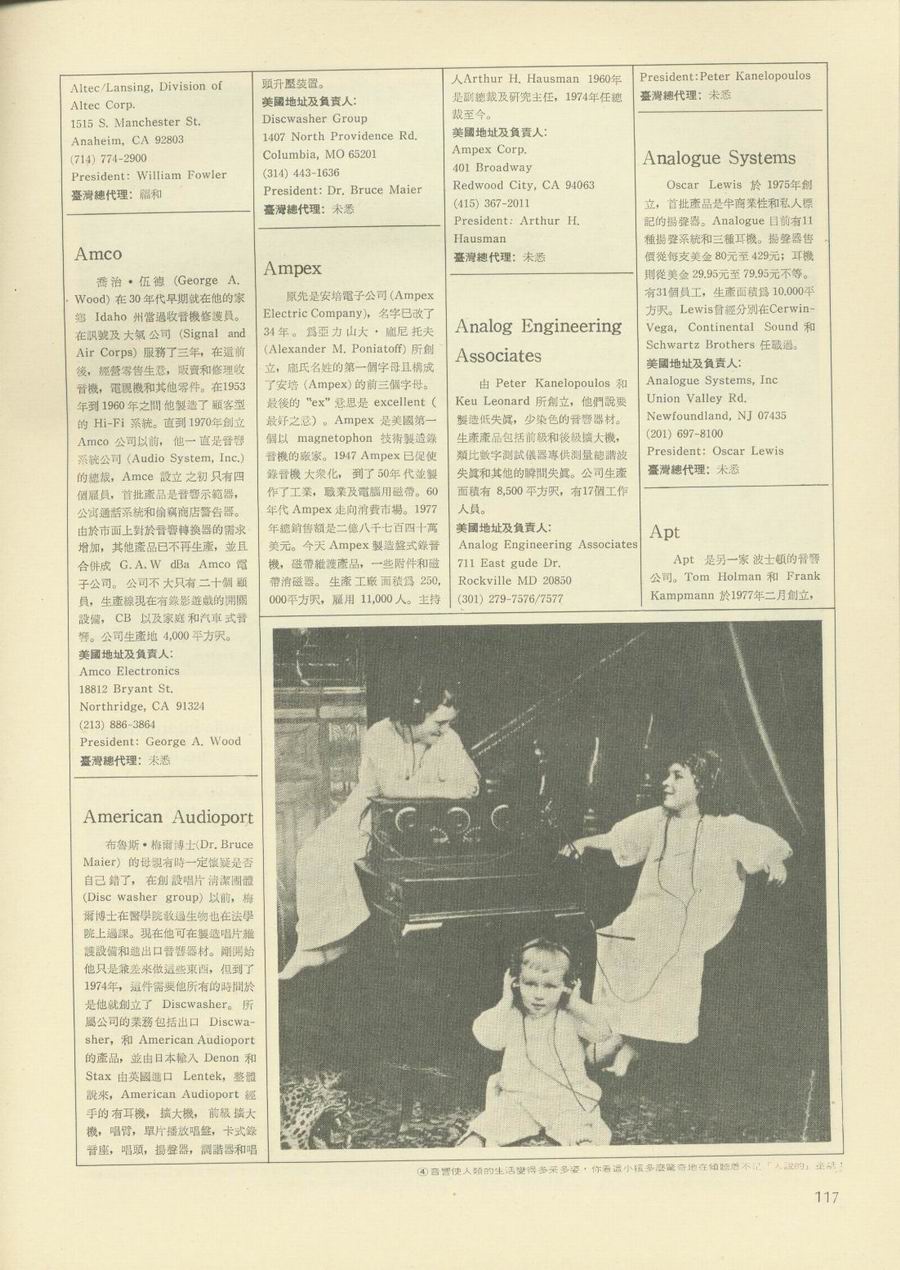 Altec/Lansing, Division of
Altec Corp.
1515 S. Manchester St.
Anaheim, CA 92803
(714) 774-2900
President: William Fowler
臺灣總代理：福和
Amco
喬治・伍德 (George A.
Wood) 在 30 年代早期就在他的家
鄉 Idaho 州當過收音機修護員。
在訊號及大氣公司 (Signal and
Air Corps) 服務了三年，在這前
後，經營零售生意，販賣和修理收
音機，電視機和其他零件。在1953
年到 1960 年之間他製造了顧客型
的 Hi-Fi 系統。直到1970年創立
Amco 公司以前，他一直是音響
系統公司 (Audio System, Inc.)
的總裁，Amce 設立之初只有四
個雇員，首批產品是音響示範器，
公寓通話系統和偷竊商店警告器。
由於市面上對於音響轉換器的需求
增加，其他產品已不再生產，並且
合併成 G.A.W dBa Amco 電
子公司。公司不大只有二十個顧
員，生產線現在有錄影遊戲的開關
設備，CB 以及家庭和汽車式音
響。公司生產地 4,000 平方呎。
美國地址及負責人：
Amco Electronics
18812 Bryant St.
Northridge, CA 91324
(213) 886-3864
President: George A. Wood
臺灣總代理：未悉
American Audioport
布魯斯・梅爾博士(Dr. Bruce
Maier) 的母親有時一定懷疑是否
自己錯了，在創設唱片清潔團體
(Disc washer group) 以前，梅
爾博士在醫學院教過生物也在法學
院上過課。現在他可在製造唱片維
護設備和進出口音響器材。剛開始
他只是兼差來做這些東西，但到了
1974年，這件需要他所有的時間於
是他就創立了 Discwasher。所
屬公司的業務包括出口 Discwa-
sher，和 American Audioport
的產品，並由日本輸入 Denon 和
Stax 由英國進口 Lentek，整體
說來，American Audioport 經
手的有耳機，擴大機，前級擴大
機，唱臂，單片播放唱盤，卡式錄
音座，唱頭，揚聲器，調諧器和唱
頭升壓裝置。
美國地址及負責人：
Discwasher Group
1407 North Providence Rd.
Columbia, MO 65201
(314) 443-1636
President: Dr. Bruce Maier
臺灣總代理：未悉
Ampex
原先是安培電子公司 (Ampex
Electric Company)，名字已改了
34 年。為亞力山大・龐尼托夫
(Alexander M. Poniatoff) 所創
立，龐氏名姓的第一個字母且構成
了安培 (Ampex) 的前三個字母。
最後的 "ex" 意思是 excellent (
最好之意) 。Ampex 是美國第一
個以 magnetophon 技術製造錄
音機的廠家。1947 Ampex 已促使
錄音機大眾化，到了50年代並製
作了工業，職業及電腦用磁帶。60
年代 Ampex 走向消費市場。1977
年總銷售額是二億八千七百四十萬
美元。今天 Ampex 製造盤式錄音
機，磁帶維護產品，一些附件和磁
帶消磁器。生產工廠面積為 250,
000平方呎，雇用 11,000 人。主持
人Arthur H. Hausman 1960年
是副總裁及研究主任，1974年任總
裁至今。
美國地址及負責人：
Ampex Corp.
401 Broadway
Redwood City, CA 94063
(415) 367-2011
President: Arthur H.
Hausman
臺灣總代理：未悉
Analog Engineering
Associates
由 Peter Kanelopoulos 和
Keu Leonard 所創立，他們說要
製造低失真，少染色的音響器材。
生產產品包括前級和後級擴大機，
類比數字測試儀器專供測量總諧波
失真和其他的瞬間失真。公司生產
面積有 8,500 平方呎，有17個工作
人員。
美國地址及負責人：
Analog Engineering Associates
711 East gude Dr.
Rockville MD 20850
(301) 279-7576/7577
President:Peter Kanelopoulos
臺灣總代理：未悉
Analogue Systems
Oscar Lewis 於 1975年創
立，首批產品是半商業性和私人標
記的揚聲器。Analogue 目前有11
種揚聲系統和三種耳機。揚聲器售
價從每支美金 80元至 429元；耳機
則從美金 29.95元至 79.95元不等。
有31個員工，生產面積為 10,000平
方呎。Lewis曾經分別在Cerwin-
Vega, Continental Sound 和
Schwartz Brothers 任職過。
美國地址及負責人：
Analogue Systems, Inc
Union Valley Rd.
Newfoundland, NJ 07435
(201) 697-8100
President: Oscar Lewis
臺灣總代理：未悉
Apt
Apt 是另一家波士頓的音響
公司。Tom Holman 和 Frank
Kampmann 於1977年二月創立，
④音響使人類的生活變得多采多姿，你看這小孩多麼驚奇地在傾聽
117